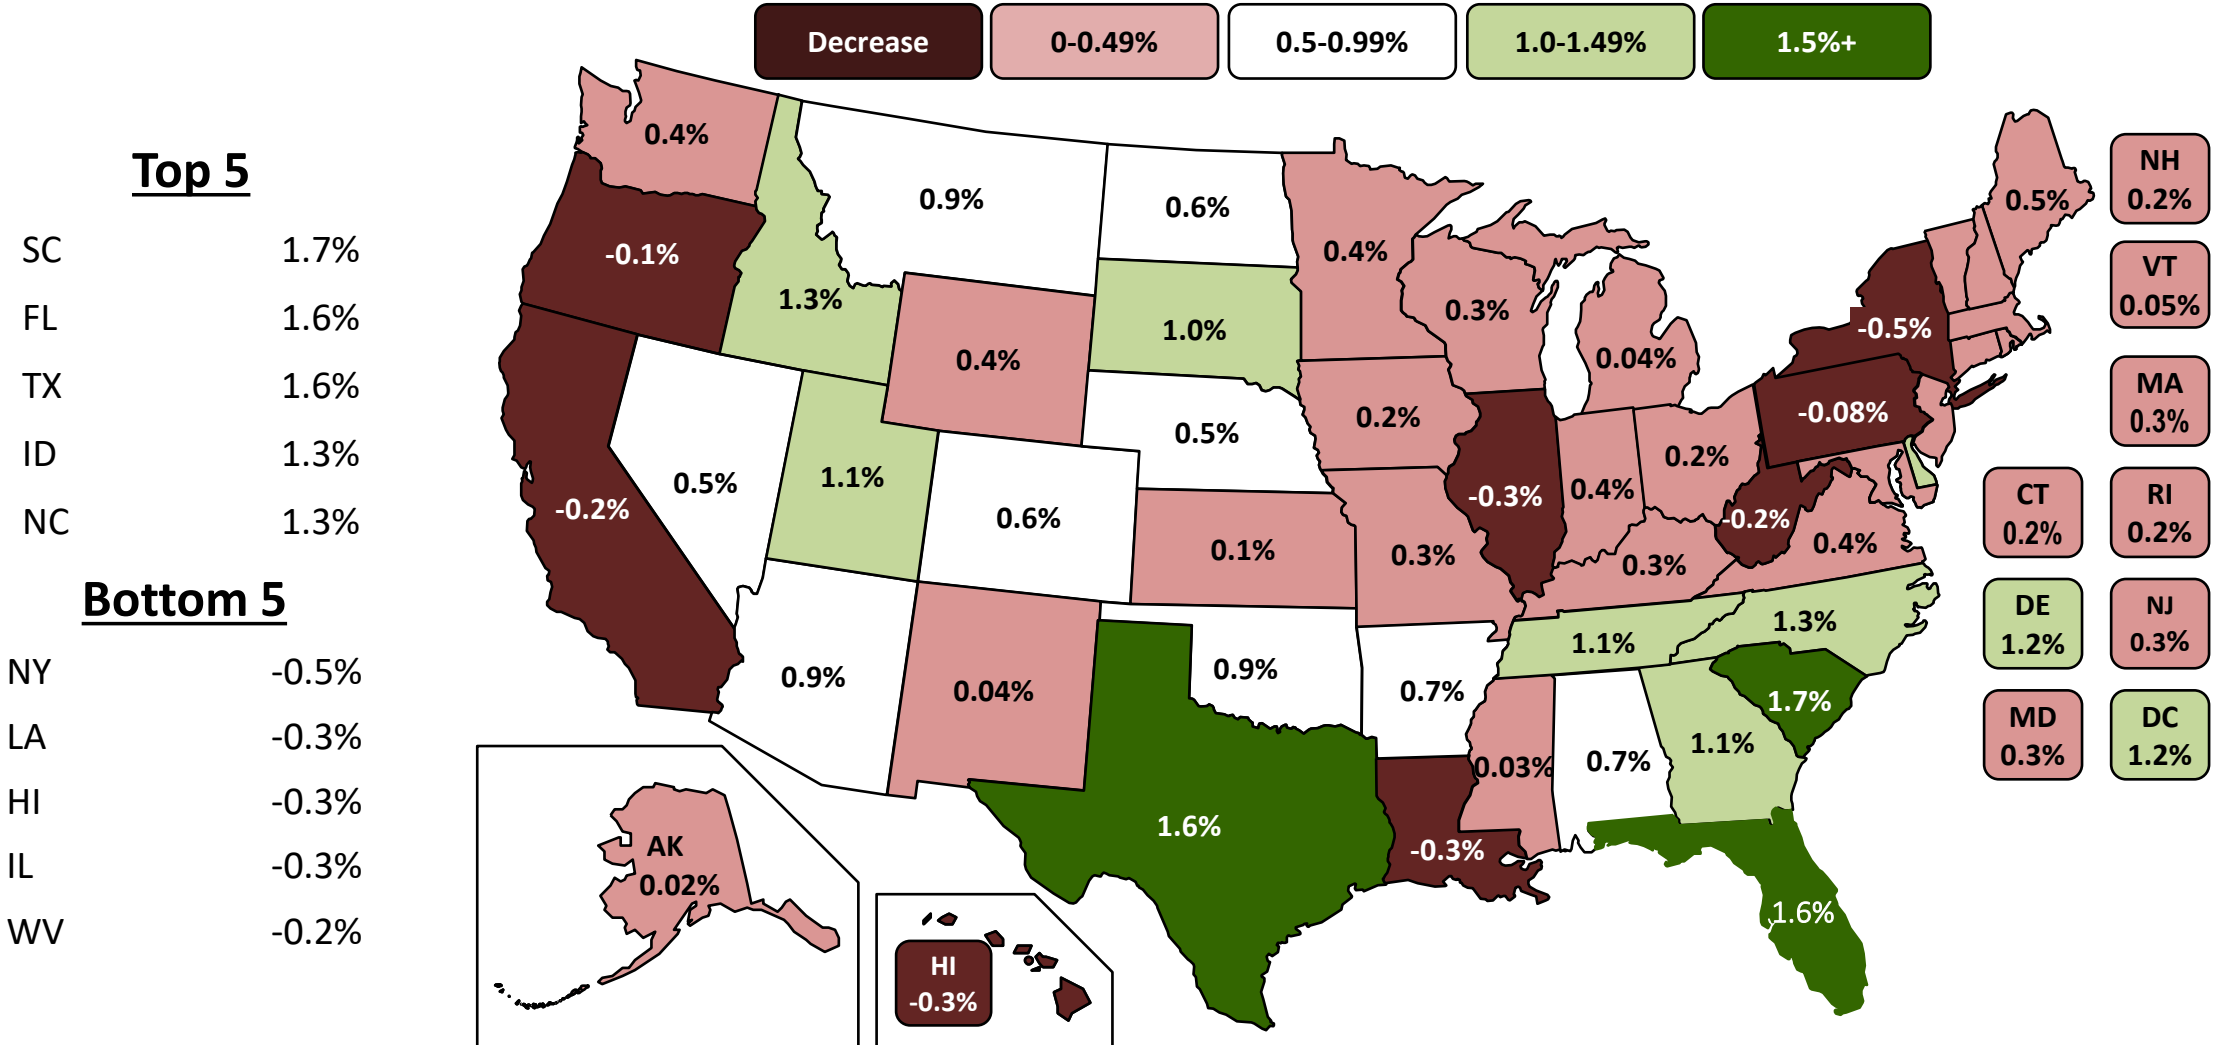 Decrease 0-0.49% 0.5-0.99% 1.0-1.49% 1.5%+
Top 5
SC 1.7%
FL 1.6%
TX 1.6%
ID 1.3%
NC 1.3%
Bottom 5
NY -0.5%
LA -0.3%
HI -0.3%
IL -0.3%
WV -0.2%
0.4%
-0.1%
1.3%
0.9%
0.6%
0.4%
1.0%
0.4%
0.3%
0.04%
0.5%
-0.5%
-0.08%
0.5%
0.2%
0.2%
-0.2%
0.5%
1.1%
0.6%
0.1%
0.3%
-0.3%
0.4%
0.3%
-0.2%
0.4%
0.9%
0.04%
0.9%
0.7%
1.1%
1.3%
1.7%
1.6%
-0.3%
0.03%
0.7%
1.1%
1.6%
AK
0.02%
HI
-0.3%
NH
0.2%
VT
0.05%
MA
0.3%
CT
0.2%
RI
0.2%
DE
1.2%
NJ
0.3%
MD
0.3%
DC
1.2%